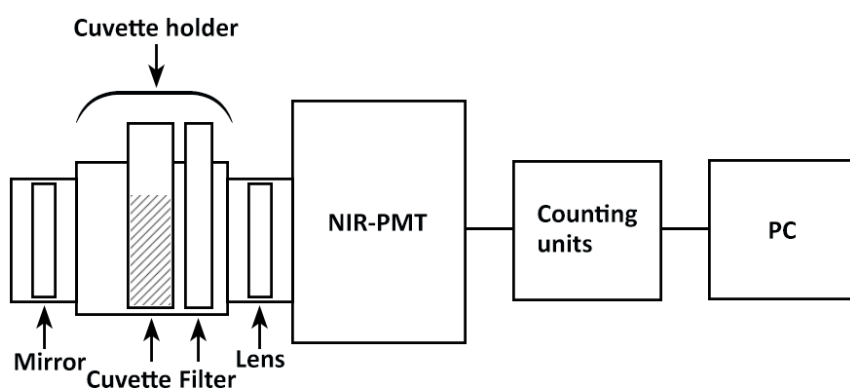 Cuvette holder
NIR-PMT
Counting
units
PC
Mirror
Cuvette
Filter
Lens